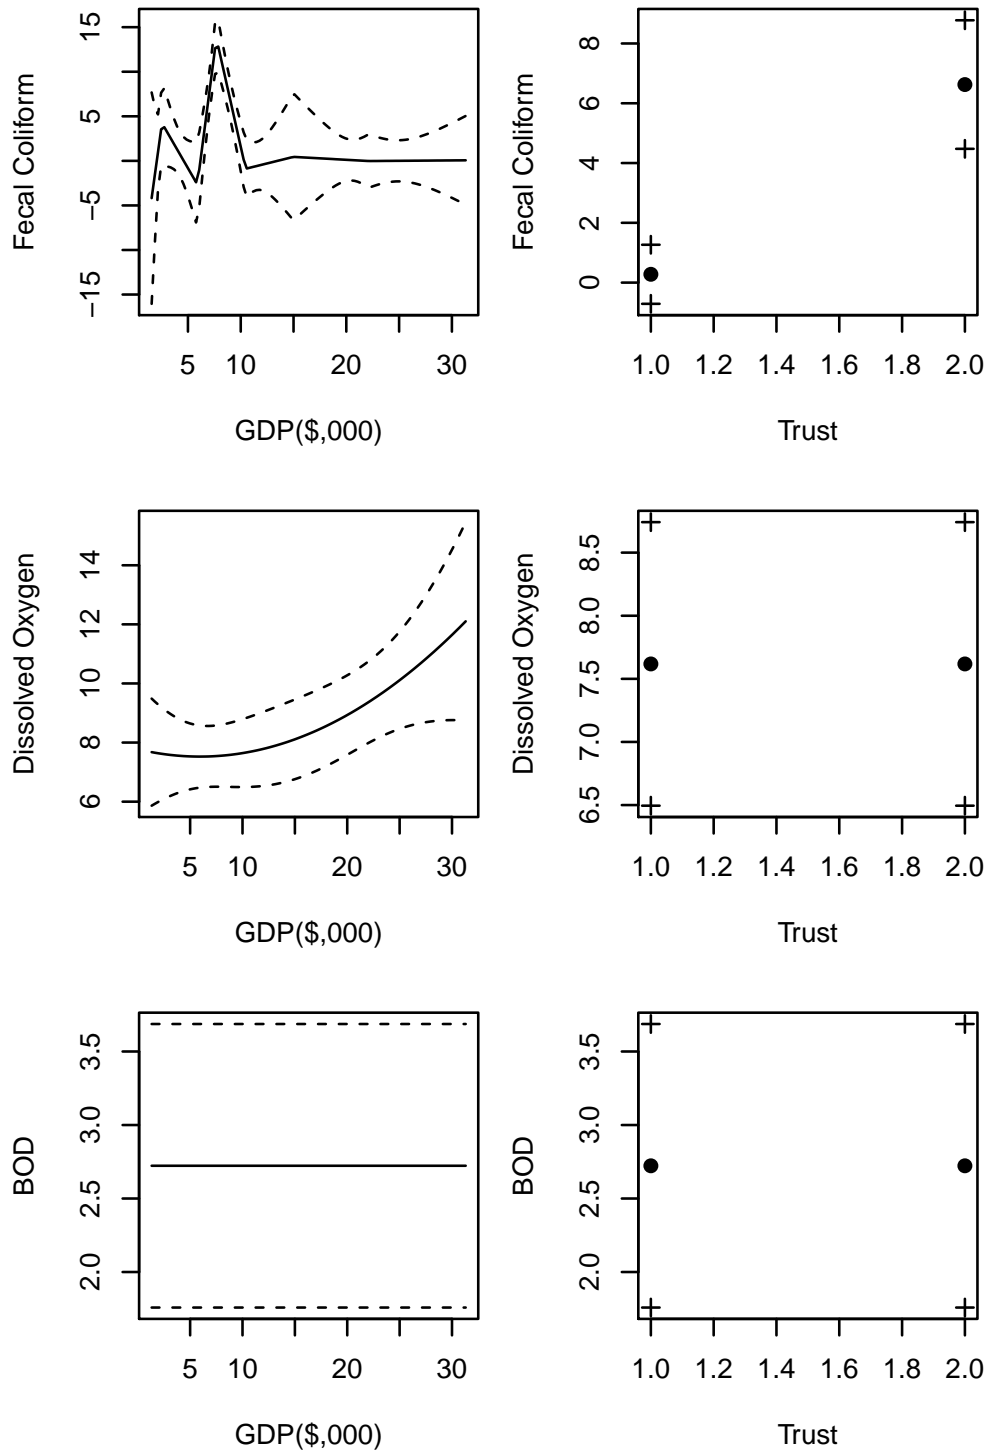 Fecal Coliform
15
5
−5
−15
5 10 20 30
GDP($,000)
Fecal Coliform
8
6
4
2
0
1.0 1.2 1.4 1.6 1.8 2.0
Trust
Dissolved Oxygen
14
12
10
8
6
5 10 20 30
GDP($,000)
Dissolved Oxygen
8.5
8.0
7.5
7.0
6.5
1.0 1.2 1.4 1.6 1.8 2.0
Trust
BOD
3.5
3.0
2.5
2.0
5 10 20 30
GDP($,000)
BOD
3.5
3.0
2.5
2.0
1.0 1.2 1.4 1.6 1.8 2.0
Trust